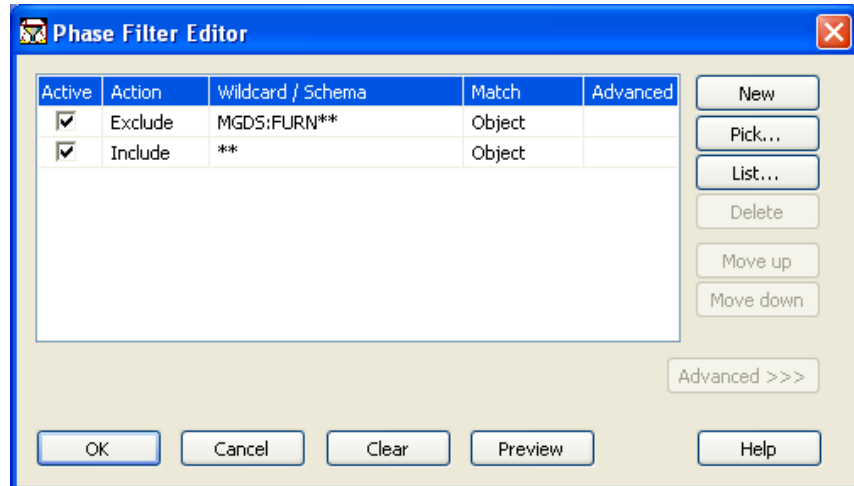 Phase Filter Editor
Active Action Wildcard / Schema Match Advanced
Exclude MGDS:FURN** Object
Include ** Object
New
Pick...
List...
Delete
Move up
Move down
Advanced >>>
OK Cancel Clear Preview Help